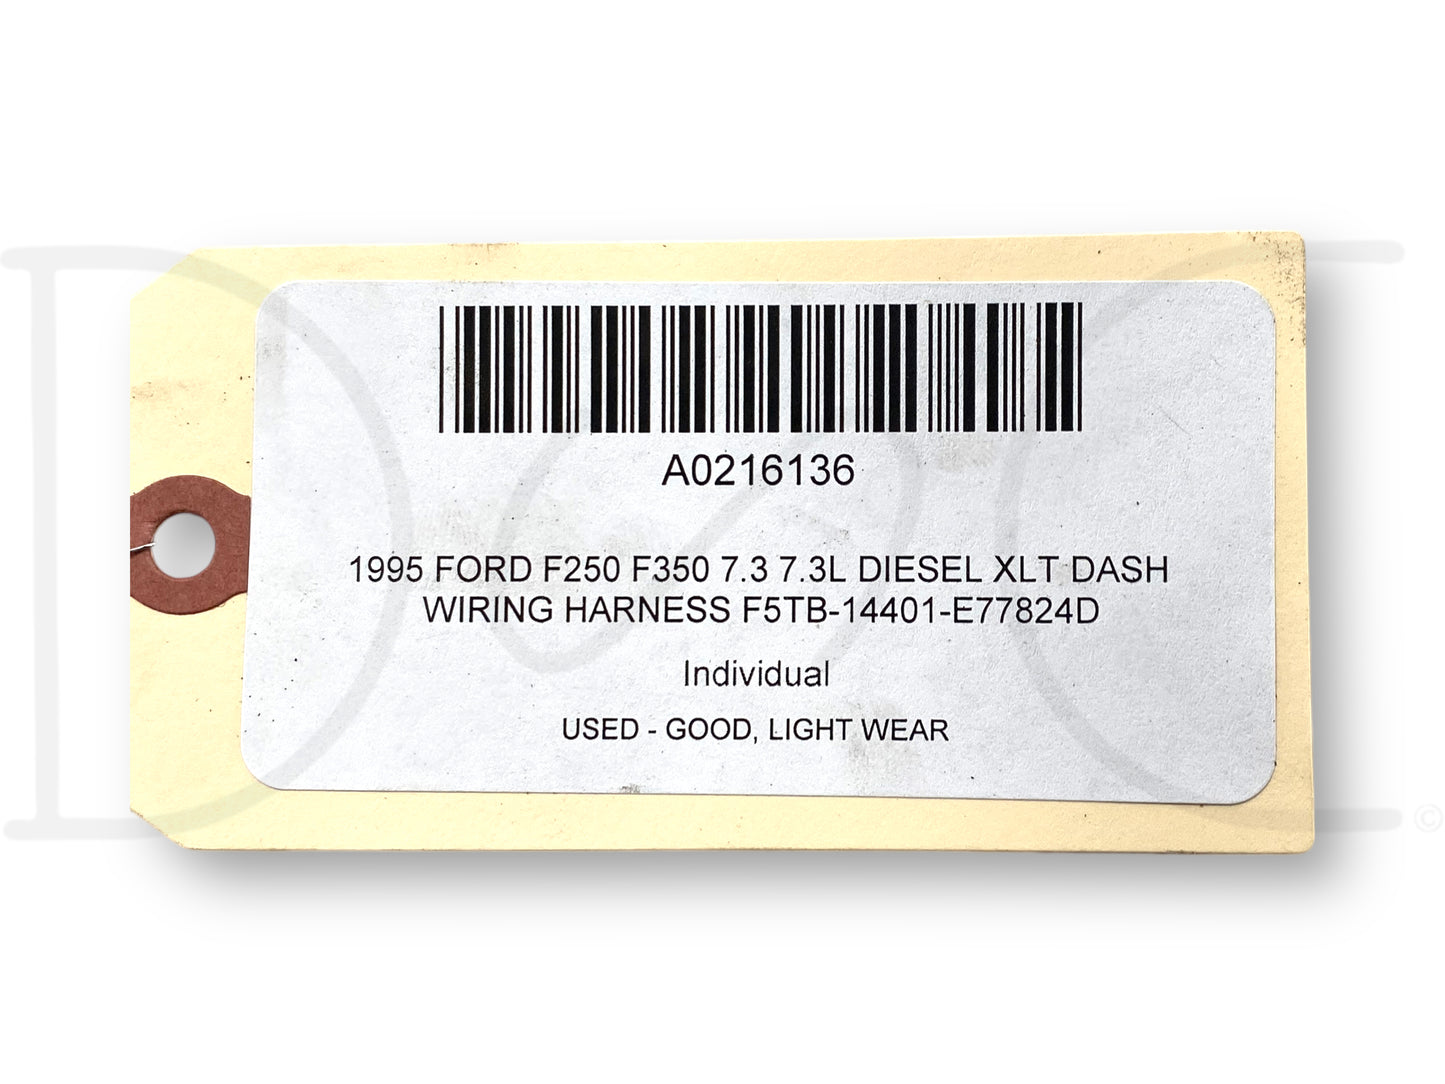 A0216136
1995 FORD F250 F350 7.3 7.3L DIESEL XLT DASH
WIRING HARNESS F5TB-14401-E77824D
Individual
USED - GOOD, LIGHT WEAR
©